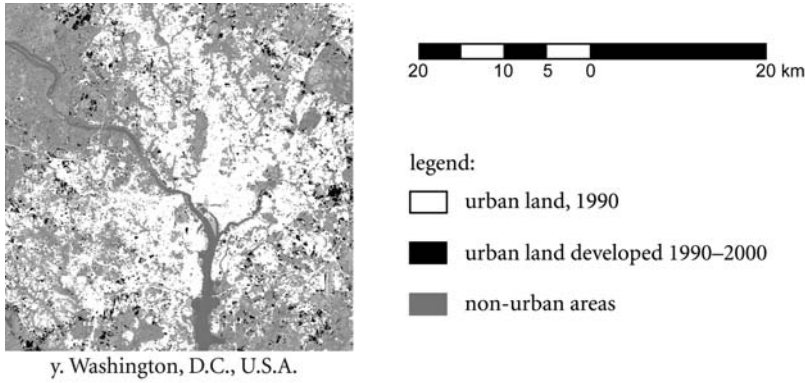 20 10 5 0 20 km
legend:
urban land, 1990
urban land developed 1990–2000
non-urban areas
y. Washington, D.C., U.S.A.